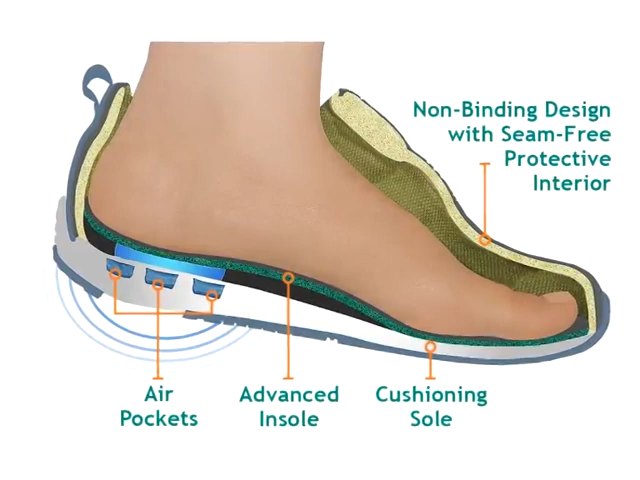 Non-Binding Design
with Seam-Free
Protective
Interior
Air
Pockets
Advanced
Insole
Cushioning
Sole